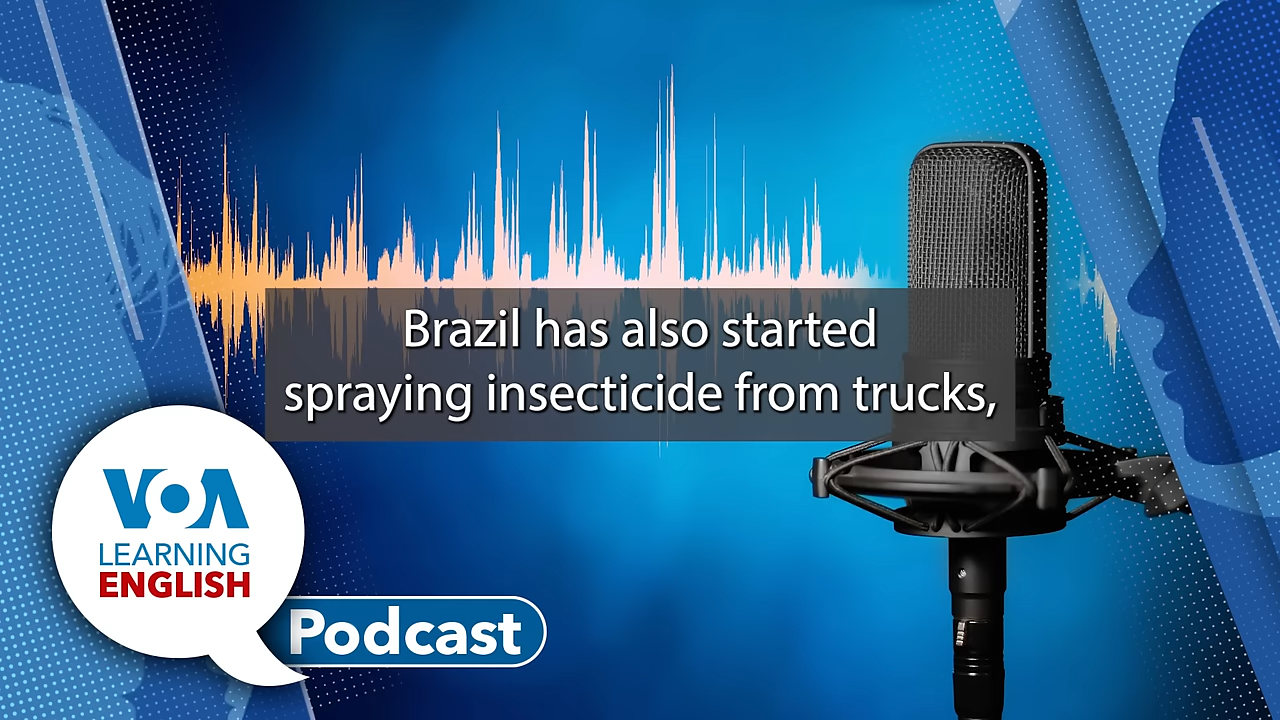 Brazil has also started
spraying insecticide from trucks,
VOA
LEARNING
ENGLISH
Podcast